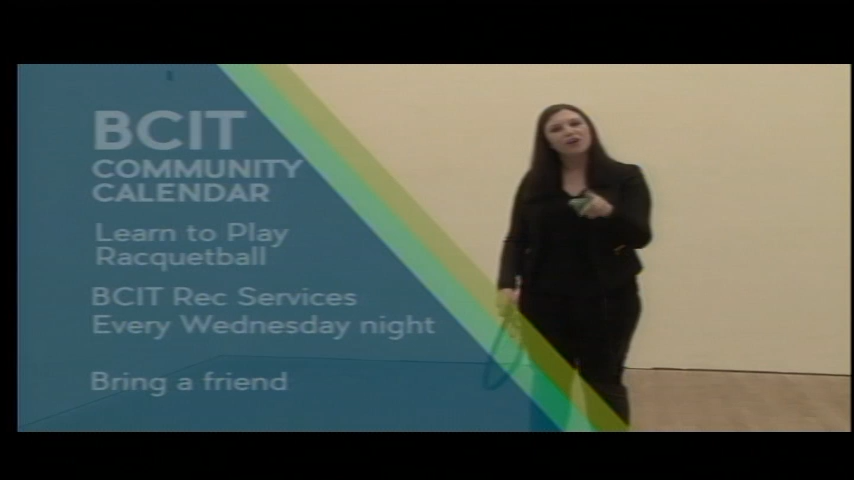 BCIT
COMMUNITY
CALENDAR
Learn to Play
Racquetball
BCIT Rec Services
Every Wednesday night
Bring a friend